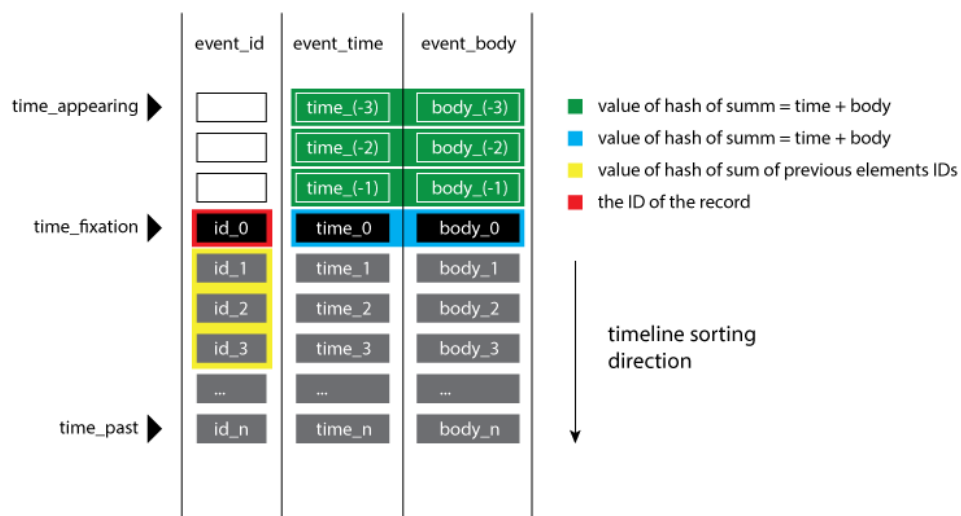 event_id event_time event_body
time_appearing time_(-3) body_(-3) value of hash of summ = time + body
time_(-2) body_(-2) value of hash of summ = time + body
value of hash of sum of previous elements IDs
time_(-1) body_(-1) the ID of the record
time_fixation id_0 time_0 body_0
id_1 time_1 body_1
id_2 time_2 body_2
timeline sorting
id_3 time_3 body_3
direction
... ... ...
time_past id_n time_n body_n